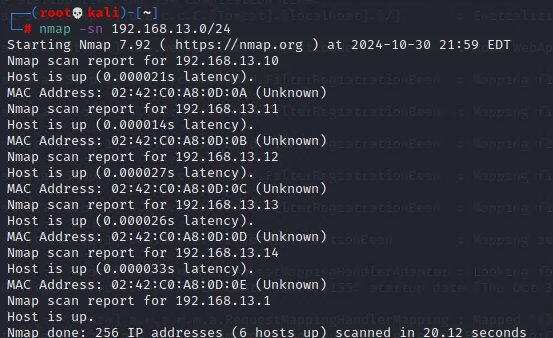 (root💀kali)-[~]
# nmap -sn 192.168.13.0/24
Starting Nmap 7.92 ( https://nmap.org ) at 2024-10-30 21:59 EDT
Nmap scan report for 192.168.13.10
Host is up (0.000021s latency).
MAC Address: 02:42:C0:A8:0D:0A (Unknown)
Nmap scan report for 192.168.13.11
Host is up (0.000014s latency).
MAC Address: 02:42:C0:A8:0D:0B (Unknown)
Nmap scan report for 192.168.13.12
Host is up (0.000027s latency).
MAC Address: 02:42:C0:A8:0D:0C (Unknown)
Nmap scan report for 192.168.13.13
Host is up (0.000026s latency).
MAC Address: 02:42:C0:A8:0D:0D (Unknown)
Nmap scan report for 192.168.13.14
Host is up (0.000033s latency).
MAC Address: 02:42:C0:A8:0D:0E (Unknown)
Nmap scan report for 192.168.13.1
Host is up.
Nmap done: 256 IP addresses (6 hosts up) scanned in 20.12 seconds